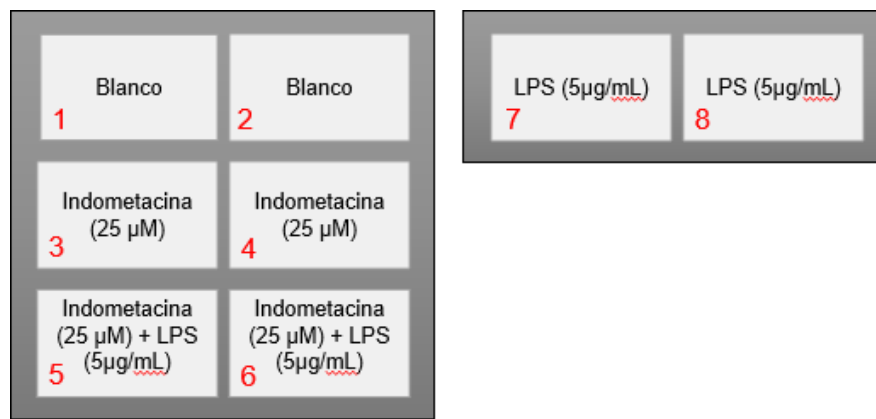 Blanco
1
Blanco
2
Indometacina
(25 µM)
3
Indometacina
(25 µM)
4
Indometacina
(25 µM) + LPS
(5µg/mL)
5
Indometacina
(25 µM) + LPS
(5µg/mL)
6
LPS (5µg/mL)
7
LPS (5µg/mL)
8